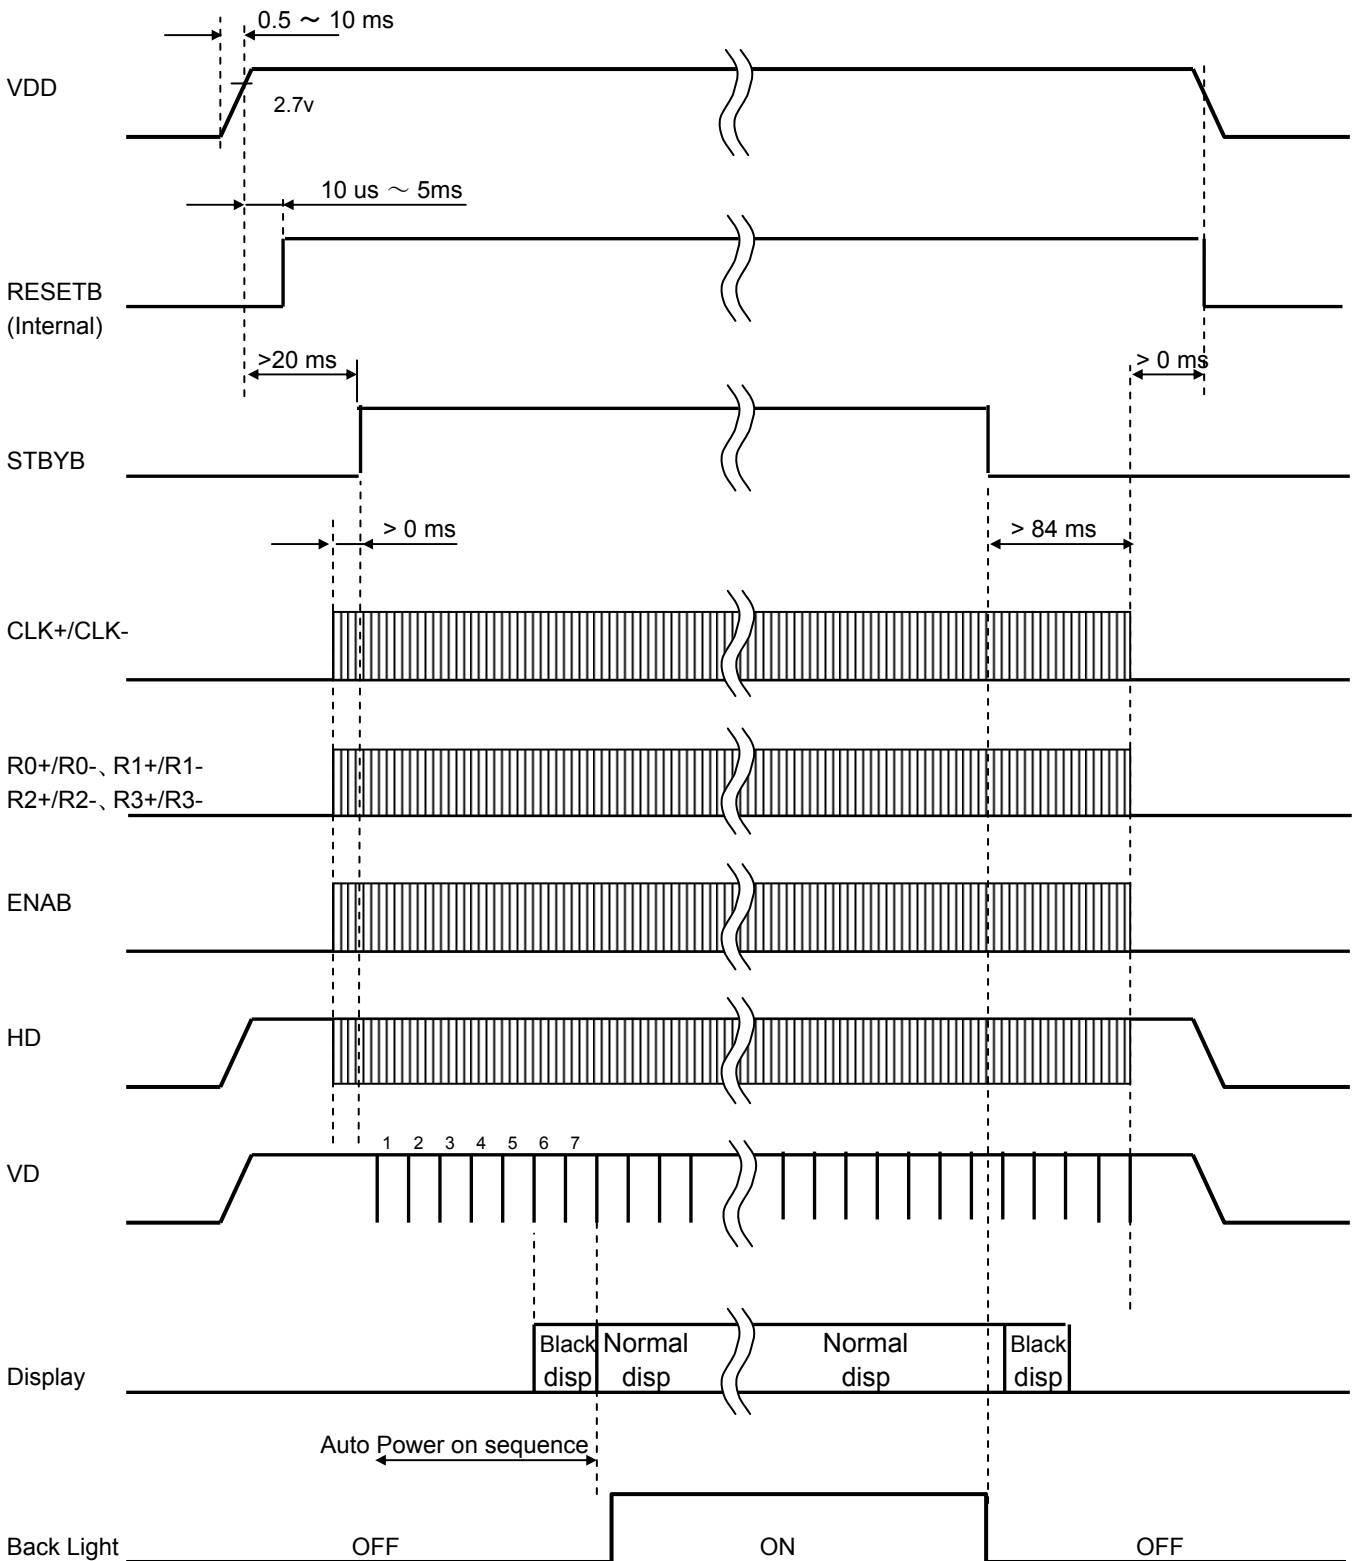 0.5 ～ 10 ms
VDD
2.7v
10 us ～ 5ms
RESETB
(Internal)
>20 ms
> 0 ms
STBYB
> 0 ms
> 84 ms
CLK+/CLK-
R0+/R0-、R1+/R1-
R2+/R2-、R3+/R3-
ENAB
HD
1 2 3 4 5 6 7
VD
Black Normal Normal Black
disp disp disp disp
Display
Auto Power on sequence
Back Light OFF ON OFF